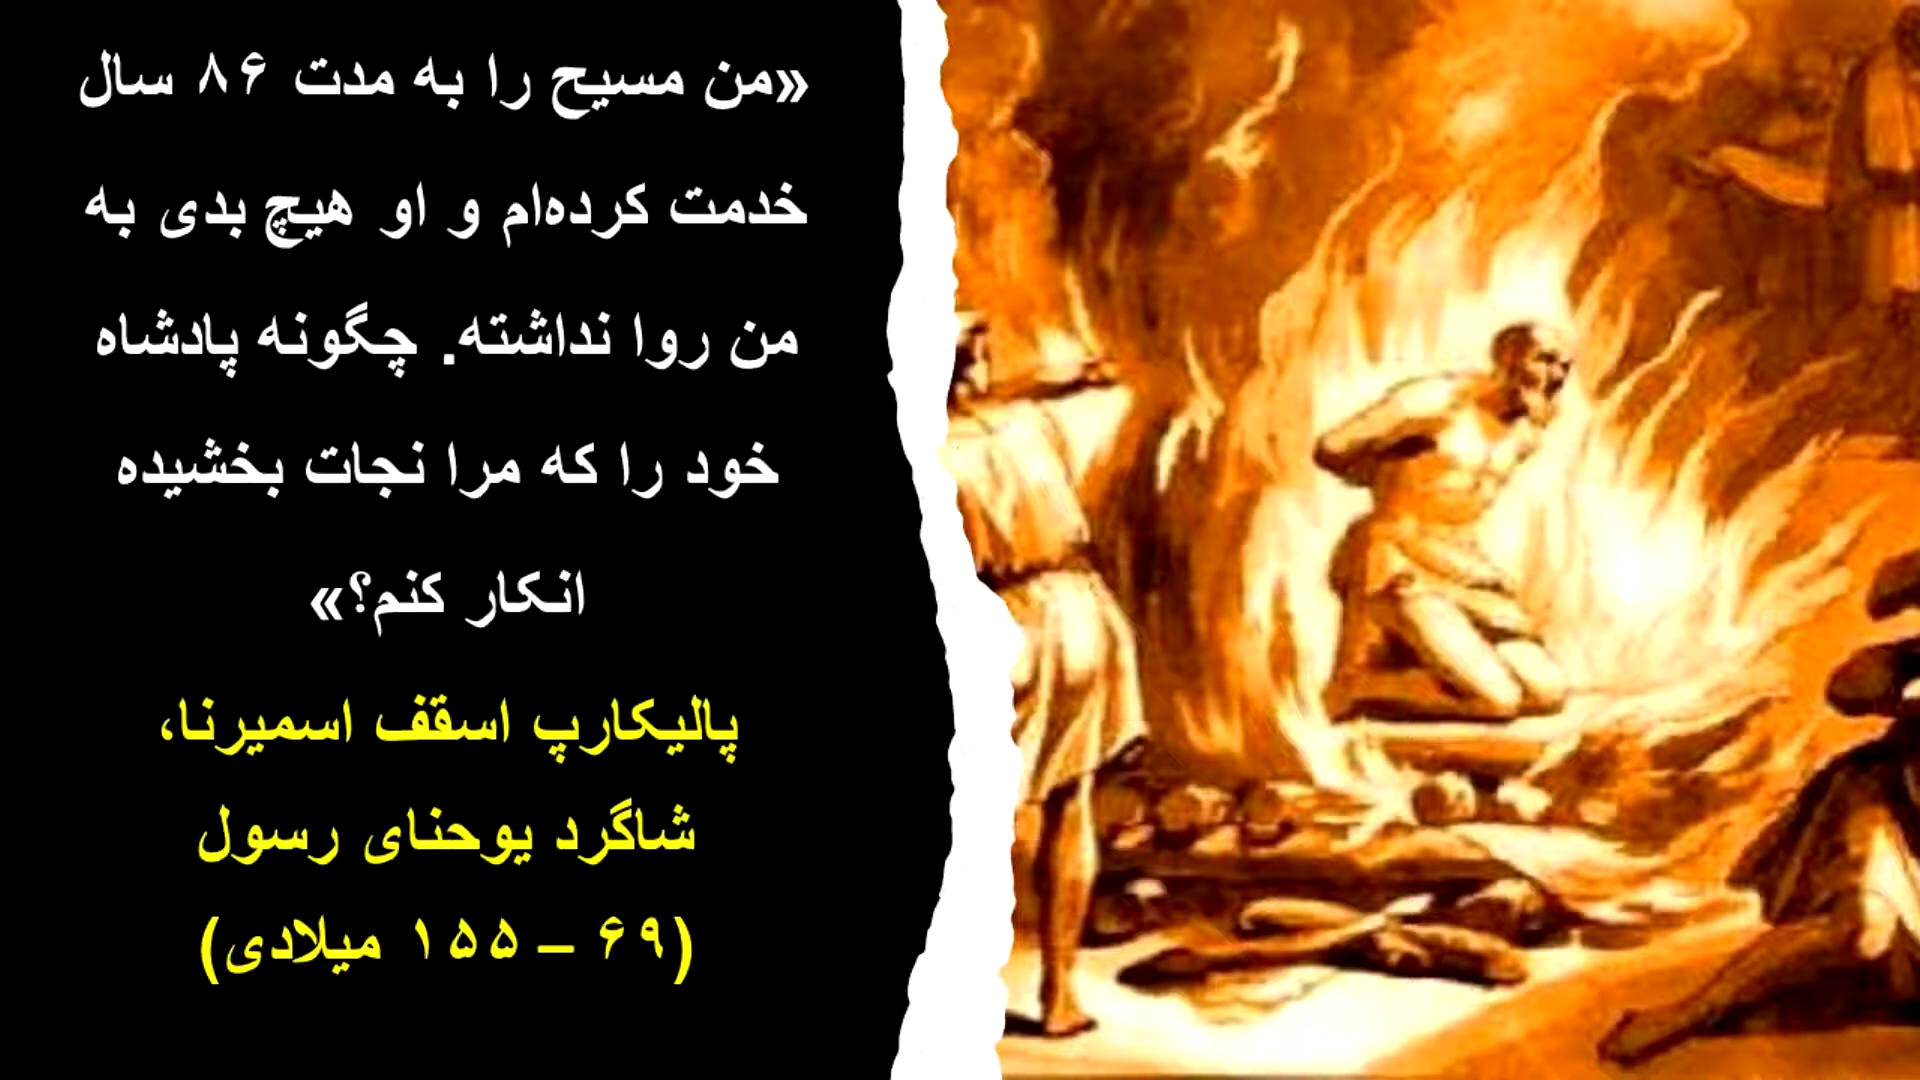 «من مسیح را به مدت ۸۶ سال
خدمت کرده‌ام و او هیچ بدی به
من روا نداشته. چگونه پادشاه
خود را که مرا نجات بخشیده
انکار کنم؟»
پالیکارپ اسقف اسمیرنا،
شاگرد یوحنای رسول
(۶۹ – ۱۵۵ میلادی)